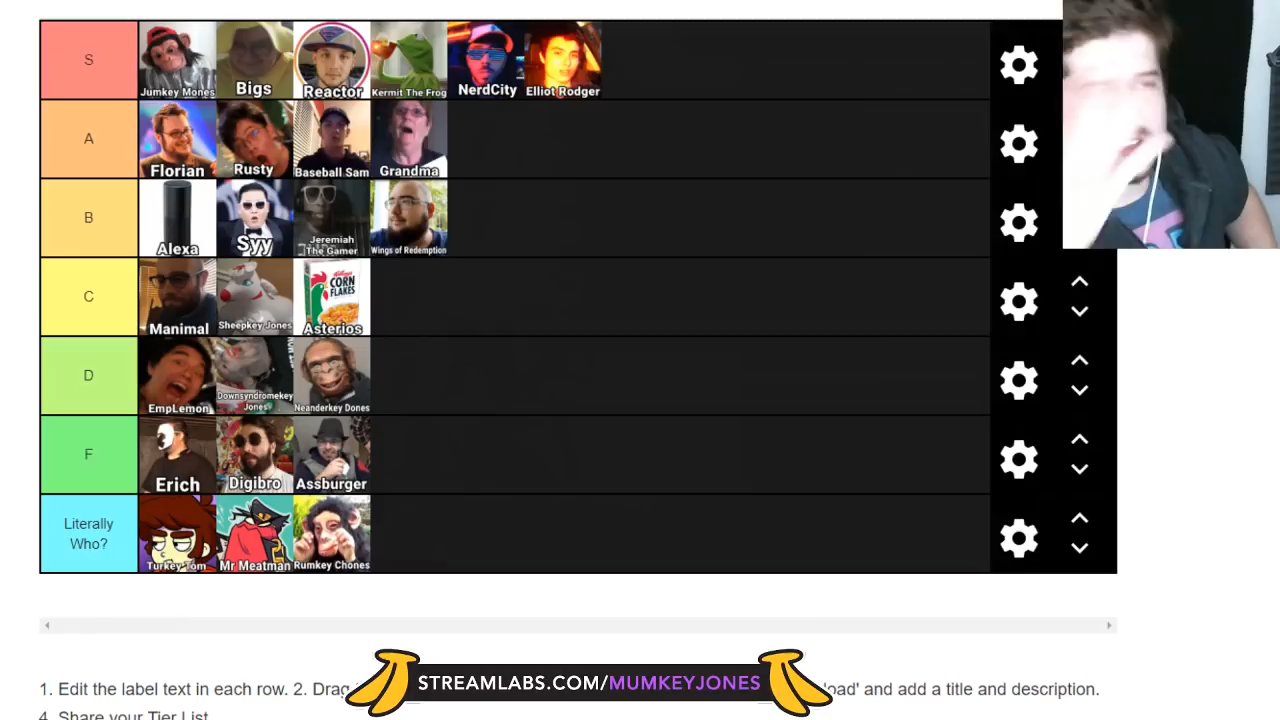 S
Jumkey Mones
Bigs
Reactor
Kermit The Frog
NerdCity
Elliot Rodger
A
Florian
Rusty
Baseball Sam
Grandma
B
Alexa
Syy
Jeremiah
The Gamer
Wings of Redemption
C
Manimal
Sheepkey Jones
CORN
FLAKES
Asterios
D
EmpLemon
Downsyndromekey
Jones
Neanderkey Dones
F
Erich
Digibro
Assburger
Literally
Who?
Turkey Tom
Mr Meatman
Rumkey Chones
STREAMLABS.COM/MUMKEYJONES
1. Edit the label text in each row. 2. Drag load' and add a title and description.
4. Share your Tier List